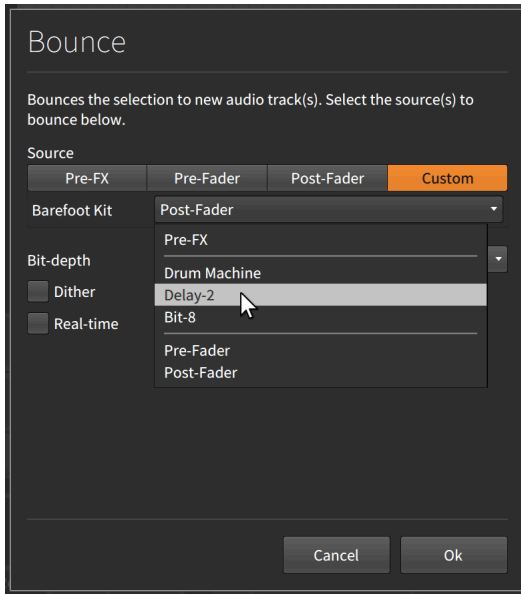 Bounce
Bounces the selection to new audio track(s). Select the source(s) to
bounce below.
Source
Pre-FX Pre-Fader Post-Fader Custom
Barefoot Kit Post-Fader
Pre-FX
Bit-depth
Drum Machine
Dither
Delay-2
Bit-8
Real-time
Pre-Fader
Post-Fader
Cancel Ok